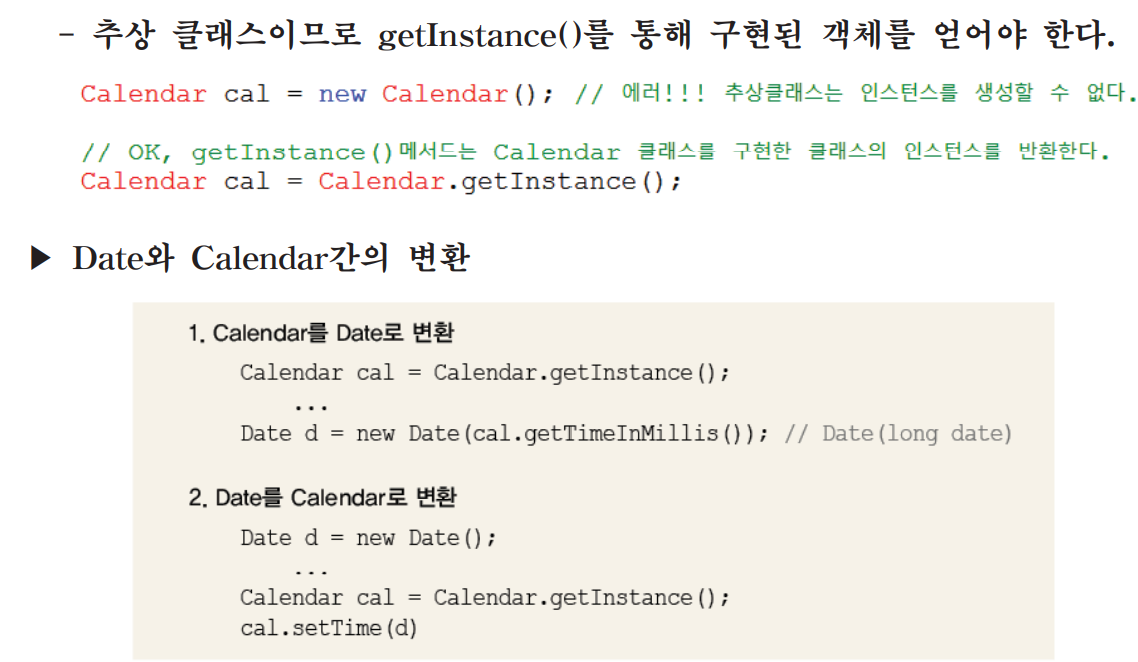 - 추상 클래스이므로 getInstance()를 통해 구현된 객체를 얻어야 한다.
Calendar cal = new Calendar(); // 에러!!! 추상클래스는 인스턴스를 생성할 수 없다.
// OK, getInstance()메서드는 Calendar 클래스를 구현한 클래스의 인스턴스를 반환한다.
Calendar cal = Calendar.getInstance();
▶ Date와 Calendar간의 변환
1. Calendar를 Date로 변환
Calendar cal = Calendar.getInstance();
...
Date d = new Date(cal.getTimeInMillis()); // Date(long date)
2. Date를 Calendar로 변환
Date d = new Date();
...
Calendar cal = Calendar.getInstance();
cal.setTime(d)